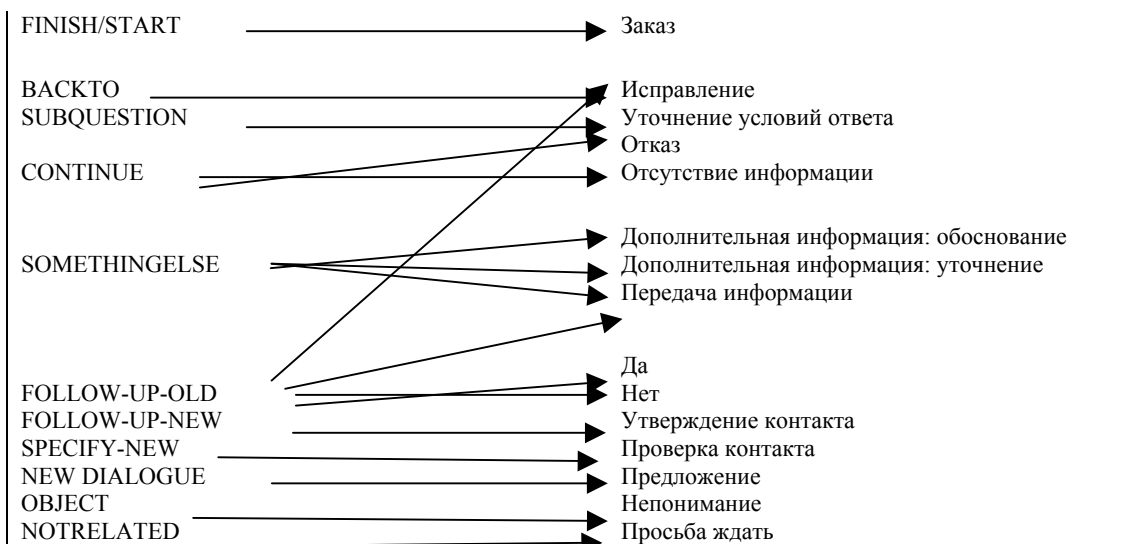 FINISH/START Заказ
BACKTO Исправление
SUBQUESTION Уточнение условий ответа
Отказ
CONTINUE Отсутствие информации
Дополнительная информация: обоснование
SOMETHINGELSE Дополнительная информация: уточнение
Передача информации
Да
FOLLOW-UP-OLD Нет
FOLLOW-UP-NEW Утверждение контакта
SPECIFY-NEW Проверка контакта
NEW DIALOGUE Предложение
OBJECT Непонимание
NOTRELATED Просьба ждать